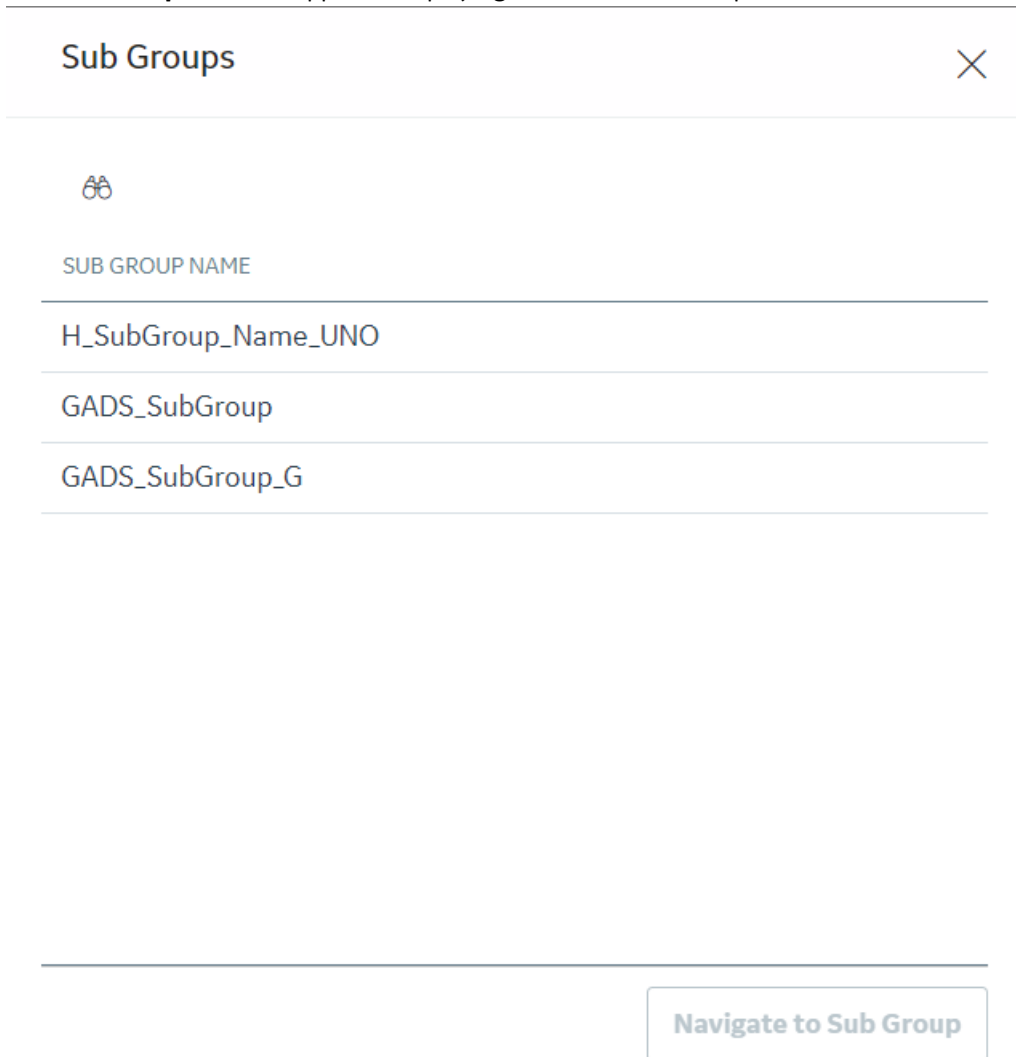 Sub Groups
SUB GROUP NAME
H_SubGroup_Name_UNO
GADS_SubGroup
GADS_SubGroup_G
Navigate to Sub Group